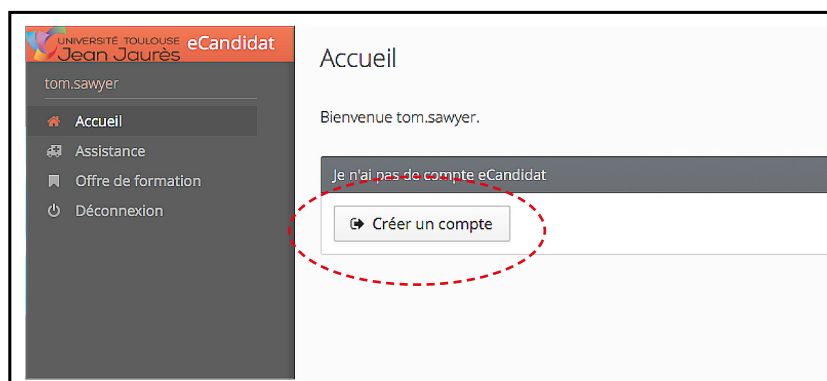 UNIVERSITÉ TOULOUSE
Jean Jaurès
eCandidat
tom.sawyer
Accueil
Assistance
Offre de formation
Déconnexion
Accueil
Bienvenue tom.sawyer.
Je n'ai pas de compte eCandidat
Créer un compte